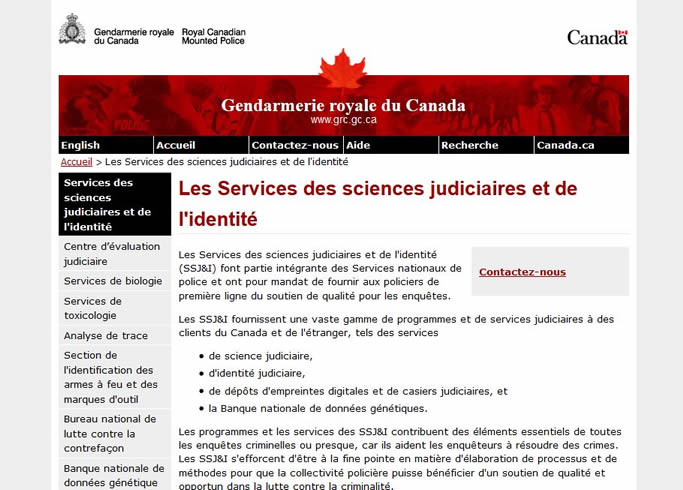 Gendarmerie royale du Canada
Royal Canadian Mounted Police
Canada
POLICE
Gendarmerie royale du Canada
www.grc.gc.ca
English Accueil Contactez-nous Aide Recherche Canada.ca
Accueil > Les Services des sciences judiciaires et de l'identité
Services des
sciences
judiciaires et de
l'identité
Centre d'évaluation
judiciaire
Services de biologie
Services de
toxicologie
Analyse de trace
Section de
l'identification des
armes à feu et des
marques d'outil
Bureau national de
lutte contre la
contrefaçon
Banque nationale de
données génétique
Les Services des sciences judiciaires et de
l'identité
Les Services des sciences judiciaires et de l'identité
(SSJ&I) font partie intégrante des Services nationaux de
police et ont pour mandat de fournir aux policiers de
première ligne du soutien de qualité pour les enquêtes.
Contactez-nous
Les SSJ&I fournissent une vaste gamme de programmes et de services judiciaires à des
clients du Canada et de l'étranger, tels des services
• de science judiciaire,
• d'identité judiciaire,
• de dépôts d'empreintes digitales et de casiers judiciaires, et
• la Banque nationale de données génétiques.
Les programmes et les services des SSJ&I contribuent des éléments essentiels de toutes
les enquêtes criminelles ou presque, car ils aident les enquêteurs à résoudre des crimes.
Les SSJ&I s'efforcent d'être à la fine pointe en matière d'élaboration de processus et de
méthodes pour que la collectivité policière puisse bénéficier d'un soutien de qualité et
opportun dans la lutte contre la criminalité.